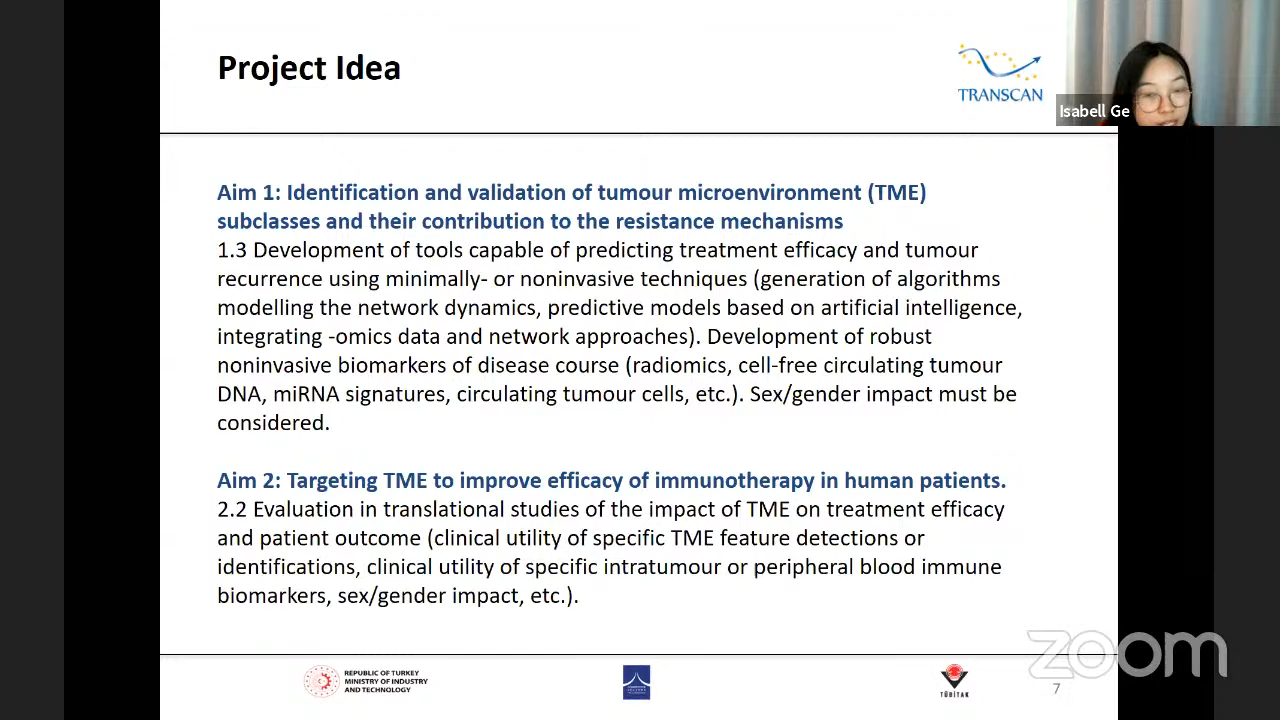 Project Idea
TRANSCAN
Isabell Ge
Aim 1: Identification and validation of tumour microenvironment (TME)
subclasses and their contribution to the resistance mechanisms
1.3 Development of tools capable of predicting treatment efficacy and tumour
recurrence using minimally- or noninvasive techniques (generation of algorithms
modelling the network dynamics, predictive models based on artificial intelligence,
integrating -omics data and network approaches). Development of robust
noninvasive biomarkers of disease course (radiomics, cell-free circulating tumour
DNA, miRNA signatures, circulating tumour cells, etc.). Sex/gender impact must be
considered.
Aim 2: Targeting TME to improve efficacy of immunotherapy in human patients.
2.2 Evaluation in translational studies of the impact of TME on treatment efficacy
and patient outcome (clinical utility of specific TME feature detections or
identifications, clinical utility of specific intratumour or peripheral blood immune
biomarkers, sex/gender impact, etc.).
zoom
REPUBLIC OF TURKEY
MINISTRY OF INDUSTRY
AND TECHNOLOGY
TÜBİTAK
7